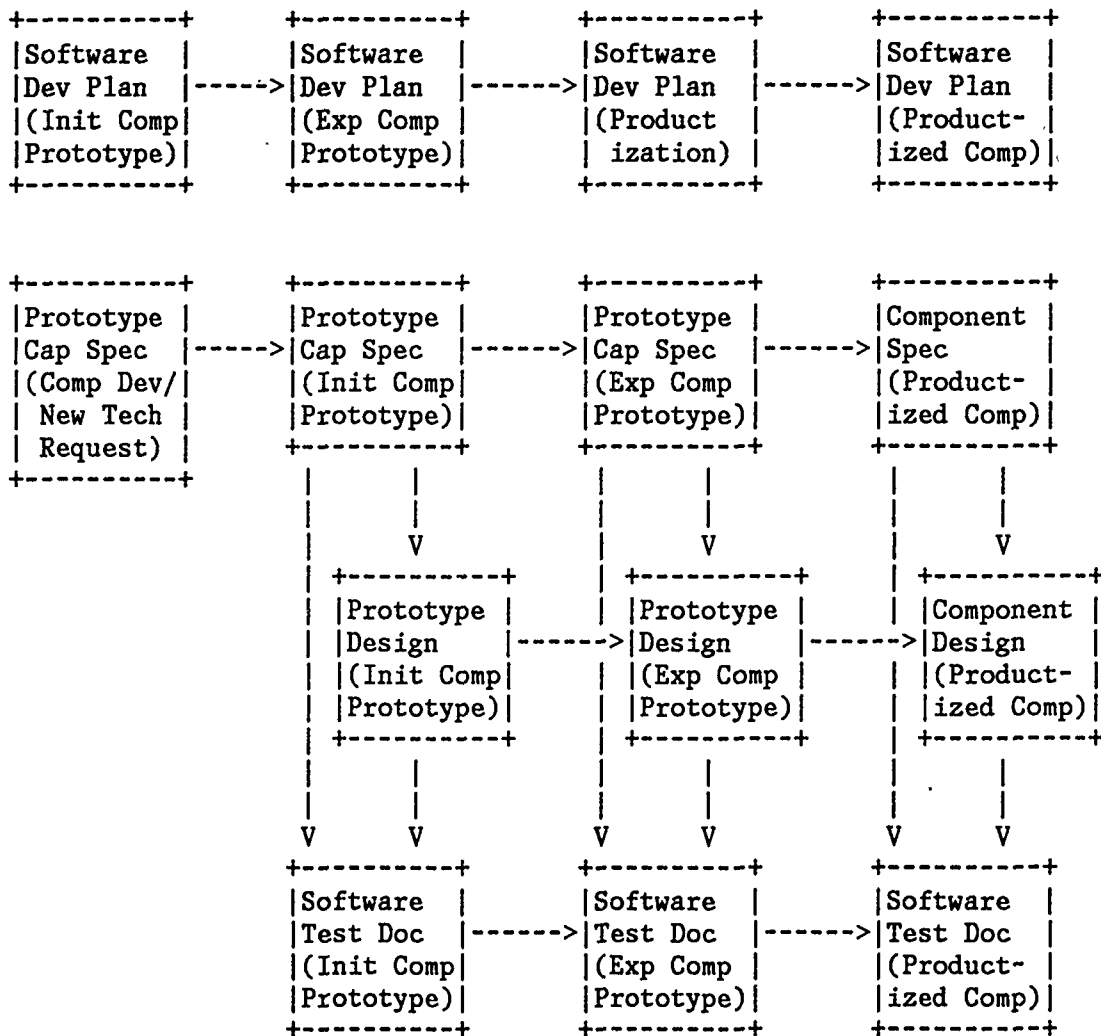 Software
Dev Plan
(Init Comp
Prototype)
Software
Dev Plan
(Exp Comp
Prototype)
Software
Dev Plan
(Product
ization)
Software
Dev Plan
(Product-
ized Comp)
Prototype
Cap Spec
(Comp Dev/
New Tech
Request)
Prototype
Cap Spec
(Init Comp
Prototype)
Prototype
Cap Spec
(Exp Comp
Prototype)
Component
Spec
(Product-
ized Comp)
Prototype
Design
(Init Comp
Prototype)
Prototype
Design
(Exp Comp
Prototype)
Component
Design
(Product-
ized Comp)
Software
Test Doc
(Init Comp
Prototype)
Software
Test Doc
(Exp Comp
Prototype)
Software
Test Doc
(Product-
ized Comp)